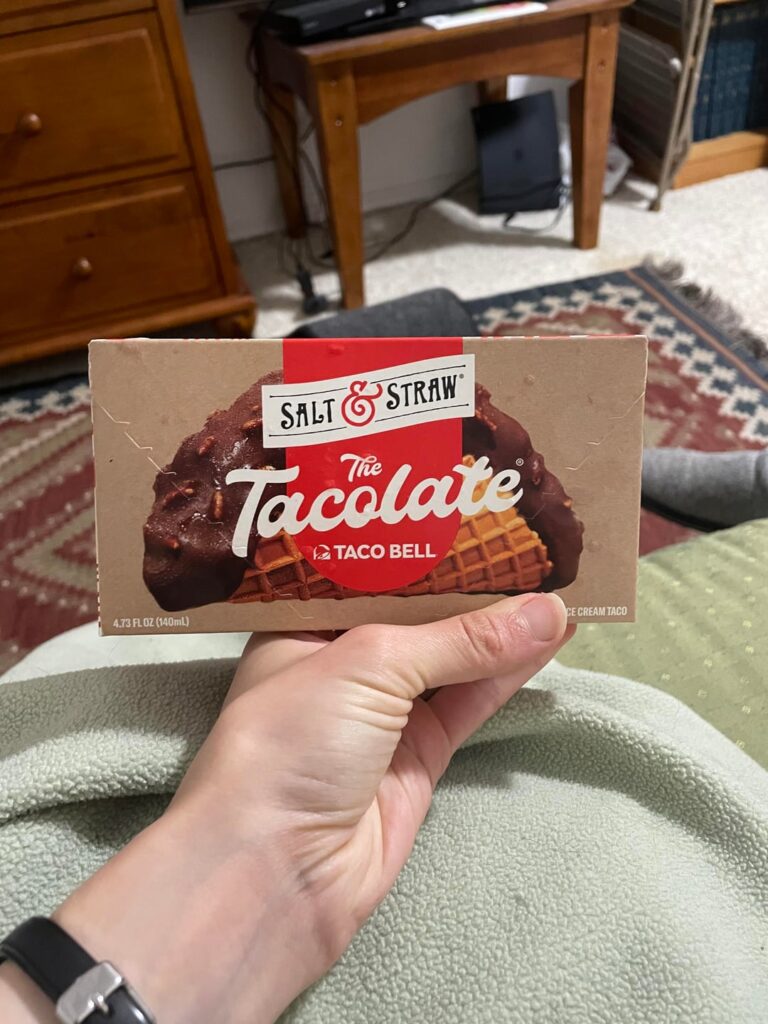 SALT & STRAW®
The
Tacolate®
TACO BELL
4.73 FL OZ (140mL)
CE CREAM TACO